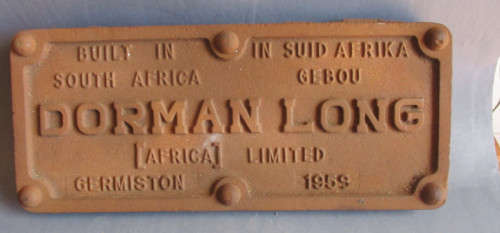 BUILT IN IN SUID AFRIKA
SOUTH AFRICA GEBOU
DORMAN LONG
[AFRICA] LIMITED
GERMISTON 1959